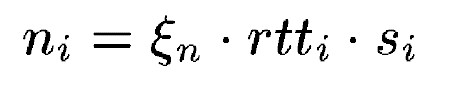 n_i = ξ_n · rtt_i · s_i